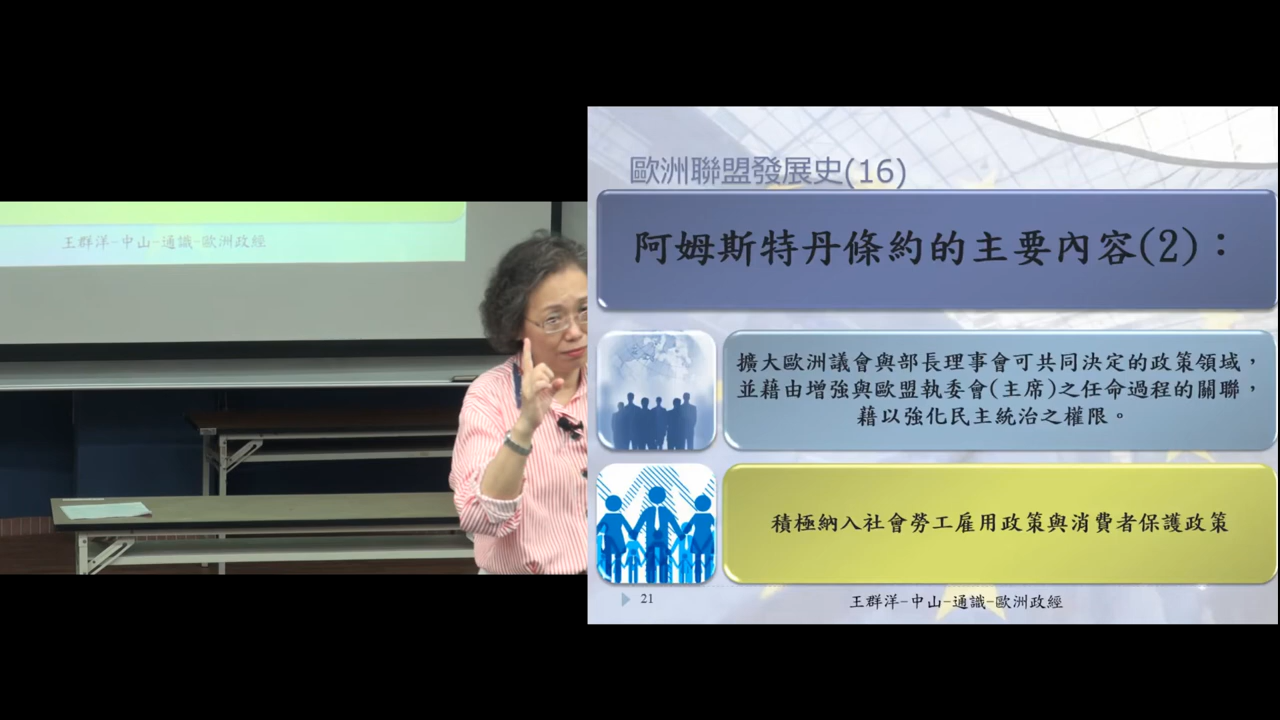 王群洋-中山-通識-歐洲政經
歐洲聯盟發展史(16)
阿姆斯特丹條約的主要內容(2)：
擴大歐洲議會與部長理事會可共同決定的政策領域，
並藉由增強與歐盟執委會(主席)之任命過程的關聯，
藉以強化民主統治之權限。
積極納入社會勞工雇用政策與消費者保護政策
21
王群洋-中山-通識-歐洲政經